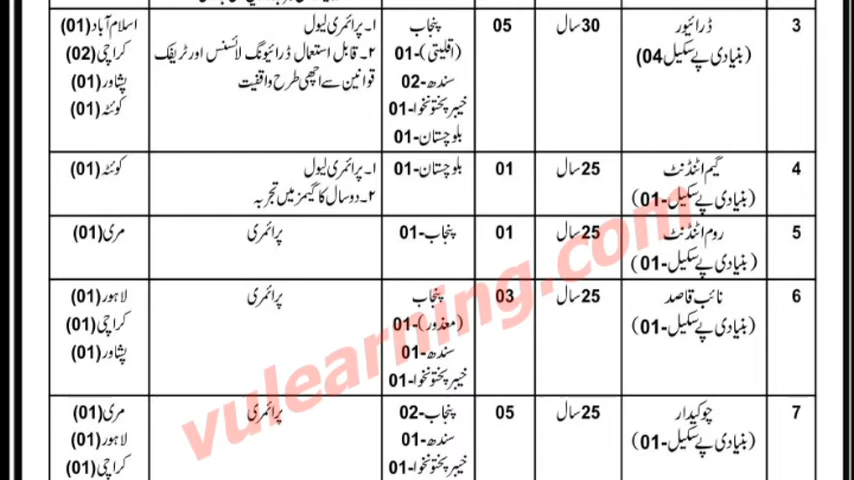 3 ڈرائیور 30 سال 05 پنجاب ا۔ پرائمری لیول اسلام آباد (01)
(بنیادی پے سکیل 04) (اقلیتی)-01 ۲۔ قابل استعمال ڈرائیونگ لائسنس اور ٹریفک کراچی (02)
سندھ-02 قوانین سے اچھی طرح واقفیت پشاور (01)
خیبر پختونخوا-01 کوئٹہ (01)
بلوچستان-01
4 گیم اٹنڈنٹ 25 سال 01 بلوچستان-01 ا۔ پرائمری لیول کوئٹہ (01)
(بنیادی پے سکیل-01) ۲۔ دو سال کا گیمز میں تجربہ
5 روم اٹنڈنٹ 25 سال 01 پنجاب-01 پرائمری مری (01)
(بنیادی پے سکیل-01)
6 نائب قاصد 25 سال 03 پنجاب پرائمری لاہور (01)
(بنیادی پے سکیل-01) (معذور)-01 کراچی (01)
سندھ-01 پشاور (01)
خیبر پختونخوا-01
7 چوکیدار 25 سال 05 پنجاب-02 پرائمری مری (01)
(بنیادی پے سکیل-01) سندھ-01 لاہور (01)
خیبر پختونخوا-01 کراچی (01)
vulearning.com